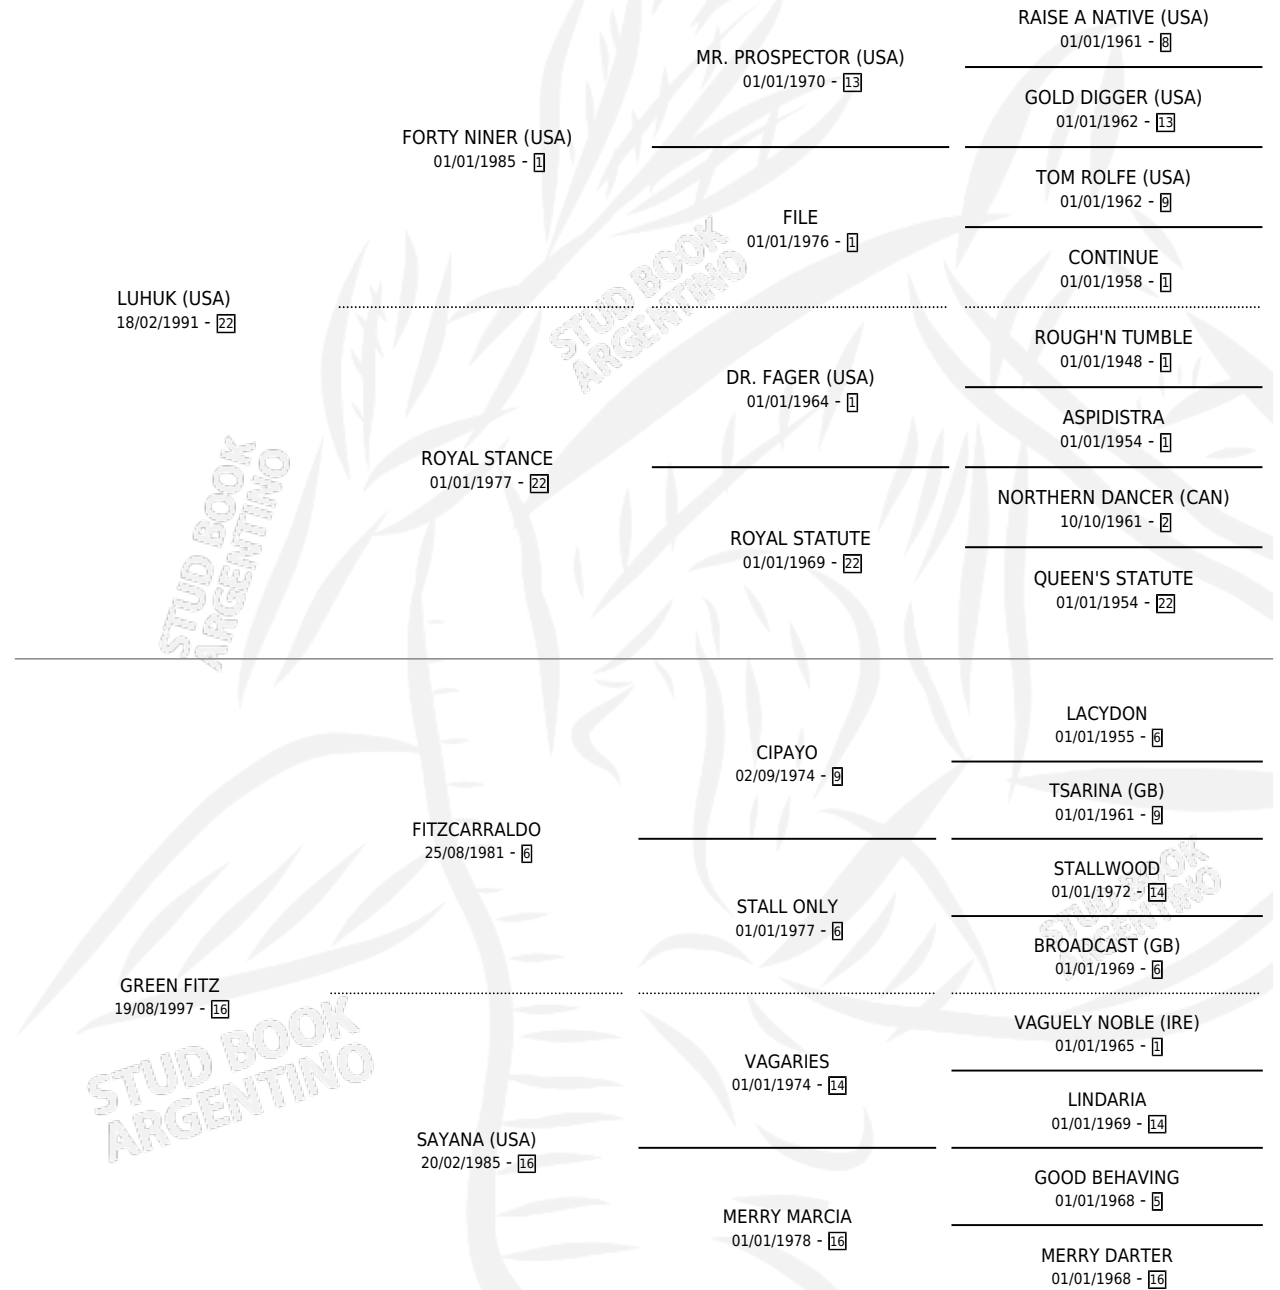 RAISE A NATIVE (USA)
01/01/1961 - 8
MR. PROSPECTOR (USA)
01/01/1970 - 13
GOLD DIGGER (USA)
01/01/1962 - 13
FORTY NINER (USA)
01/01/1985 - 1
TOM ROLFE (USA)
01/01/1962 - 9
FILE
01/01/1976 - 1
CONTINUE
01/01/1958 - 1
LUHUK (USA)
18/02/1991 - 22
ROUGH'N TUMBLE
01/01/1948 - 1
DR. FAGER (USA)
01/01/1964 - 1
ASPIDISTRA
01/01/1954 - 1
ROYAL STANCE
01/01/1977 - 22
NORTHERN DANCER (CAN)
10/10/1961 - 2
ROYAL STATUTE
01/01/1969 - 22
QUEEN'S STATUTE
01/01/1954 - 22
LACYDON
01/01/1955 - 6
CIPAYO
02/09/1974 - 9
TSARINA (GB)
01/01/1961 - 9
FITZCARRALDO
25/08/1981 - 6
STALLWOOD
01/01/1972 - 14
STALL ONLY
01/01/1977 - 6
BROADCAST (GB)
01/01/1969 - 6
GREEN FITZ
19/08/1997 - 16
VAGUELY NOBLE (IRE)
01/01/1965 - 1
VAGARIES
01/01/1974 - 14
LINDARIA
01/01/1969 - 14
SAYANA (USA)
20/02/1985 - 16
GOOD BEHAVING
01/01/1968 - 5
MERRY MARCIA
01/01/1978 - 16
MERRY DARTER
01/01/1968 - 16
STUD BOOK
ARGENTINO
STUD BOOK
ARGENTINO
STUD BOOK
ARGENTINO
STUD BOOK
ARGENTINO